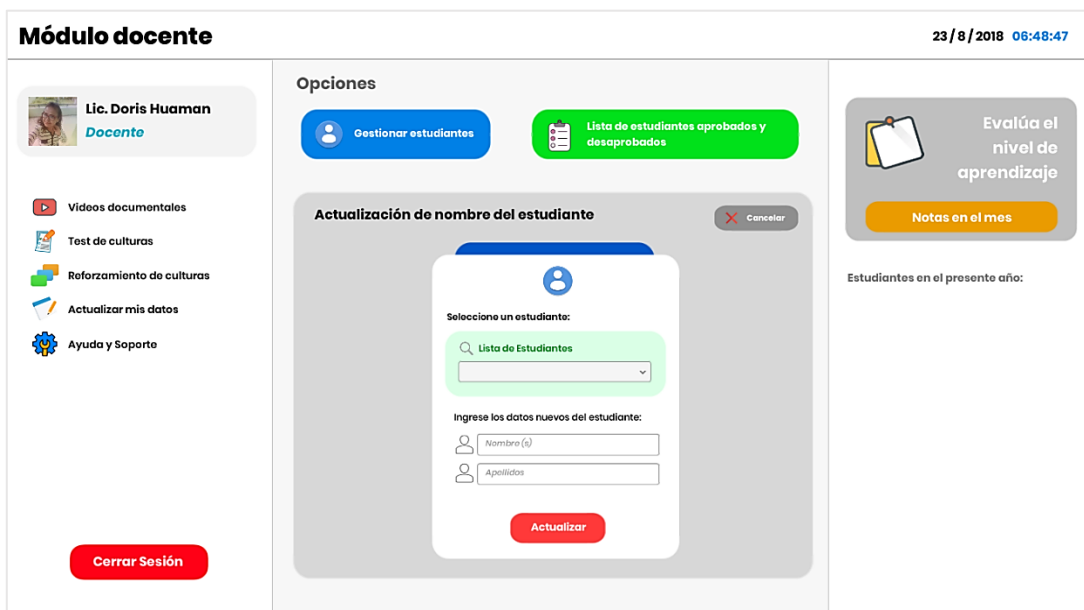 Módulo docente
23/8/2018 06:48:47
Lic. Doris Huaman
Docente
Videos documentales
Test de culturas
Reforzamiento de culturas
Actualizar mis datos
Ayuda y Soporte
Cerrar Sesión
Opciones
Gestionar estudiantes
Lista de estudiantes aprobados y
desaprobados
Actualización de nombre del estudiante
Cancelar
Seleccione un estudiante:
Lista de Estudiantes
Ingrese los datos nuevos del estudiante:
Nombre(s)
Apellidos
Actualizar
Evalúa el
nivel de
aprendizaje
Notas en el mes
Estudiantes en el presente año: